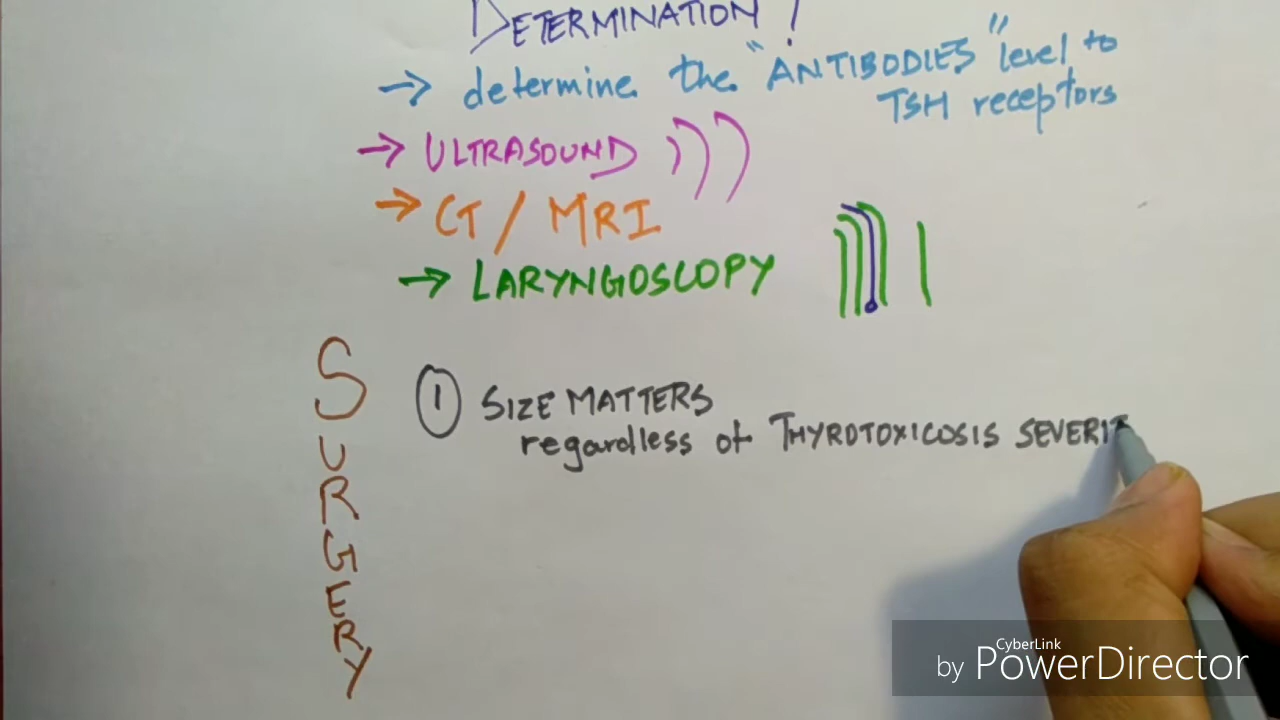 DETERMINATION!
→ determine the "ANTIBODIES" level to
TSH receptors
→ ULTRASOUND
→ CT / MRI
→ LARYNGOSCOPY
SURGERY
① SIZE MATTERS
regardless of THYROTOXICOSIS SEVERIT
CyberLink
by PowerDirector